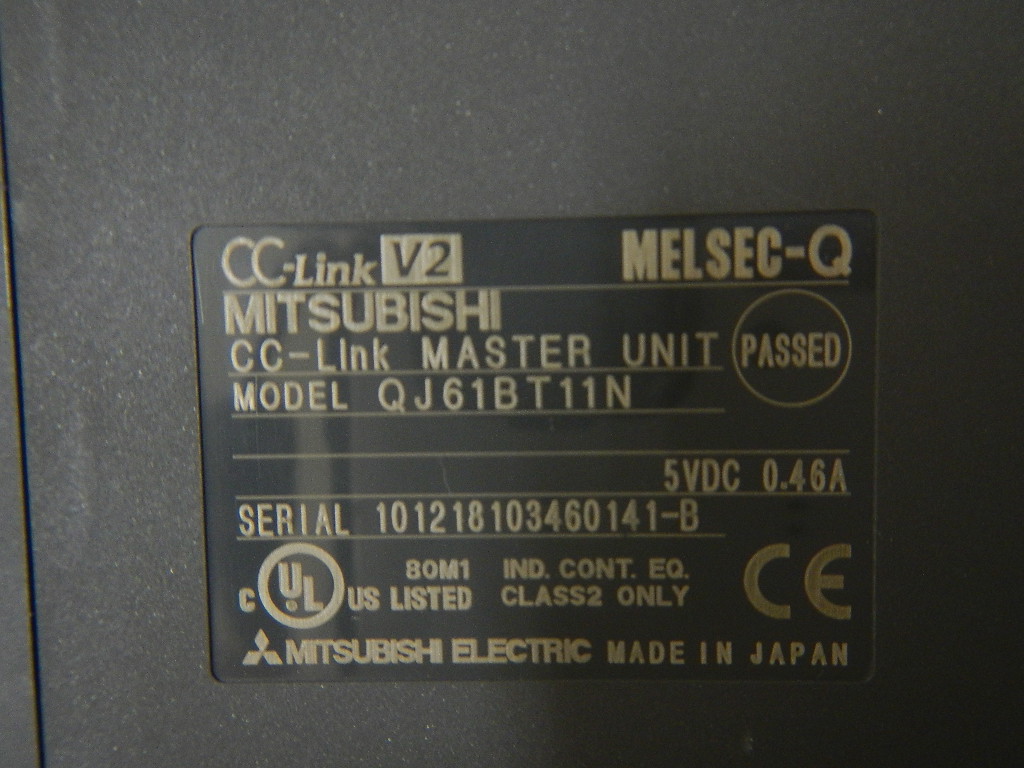 CC-Link V2 MELSEC-Q
MITSUBISHI
CC-Link MASTER UNIT PASSED
MODEL QJ61BT11N
5VDC 0.46A
SERIAL 101218103460141-B
C UL US LISTED 80M1 IND. CONT. EQ. CLASS2 ONLY CE
MITSUBISHI ELECTRIC MADE IN JAPAN